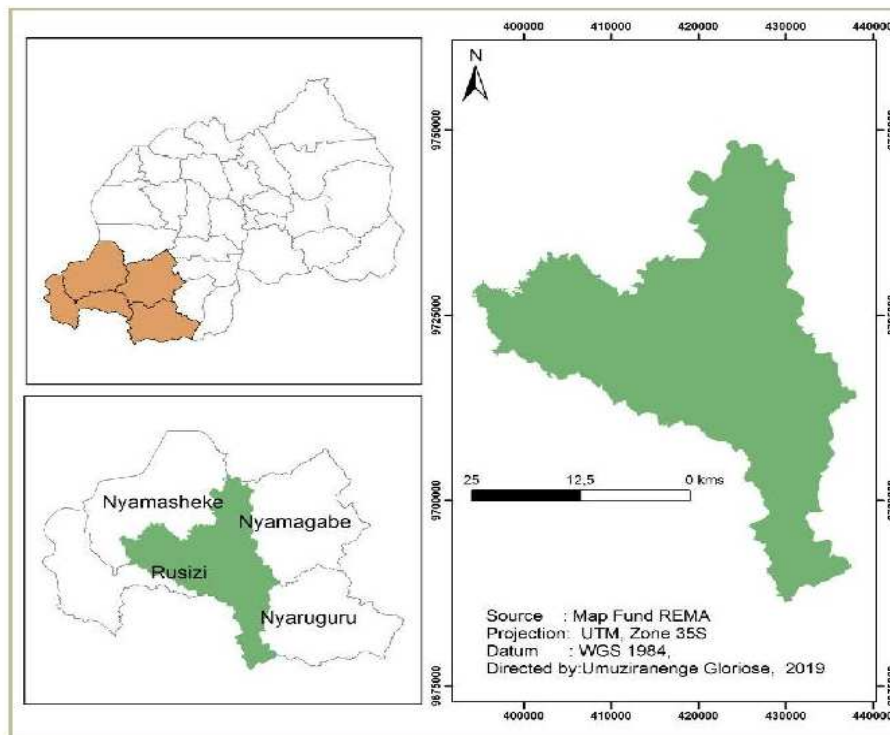 400000 410000 420000 430000 440000
N
9750000
9725000
Nyamasheke
Nyamagabe
Rusizi
Nyaruguru
25 12,5 0 kms
9700000
Source : Map Fund REMA
Projection: UTM, Zone 35S
Datum : WGS 1984,
Directed by:Umuziranenge Gloriose, 2019
9675000
400000 410000 420000 430000 440000